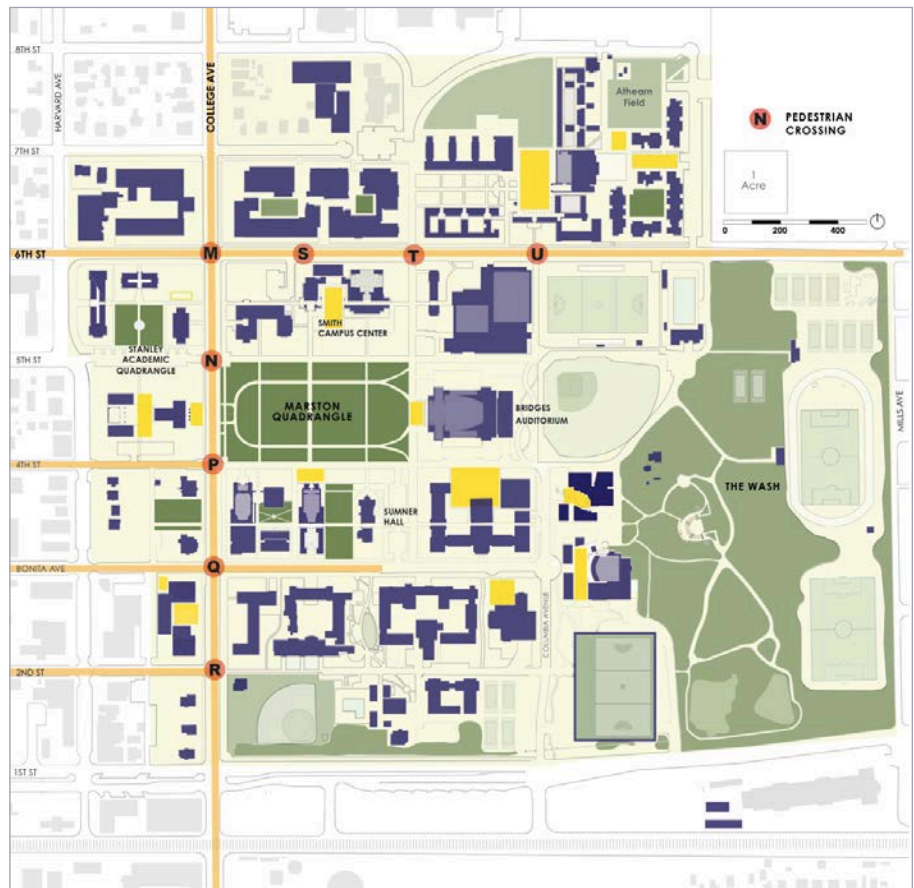 8TH ST
HARVARD AVE
COLLEGE AVE
Athearn
Field
N PEDESTRIAN
CROSSING
7TH ST
1
Acre
0 200 400
6TH ST
M
S
T
U
SMITH
CAMPUS CENTER
STANLEY
ACADEMIC
QUADRANGLE
5TH ST
N
MARSTON
QUADRANGLE
BRIDGES
AUDITORIUM
MILLS AVE
4TH ST
P
THE WASH
SUMNER
HALL
BONITA AVE
Q
COLUMBIA AVENUE
2ND ST
R
1ST ST